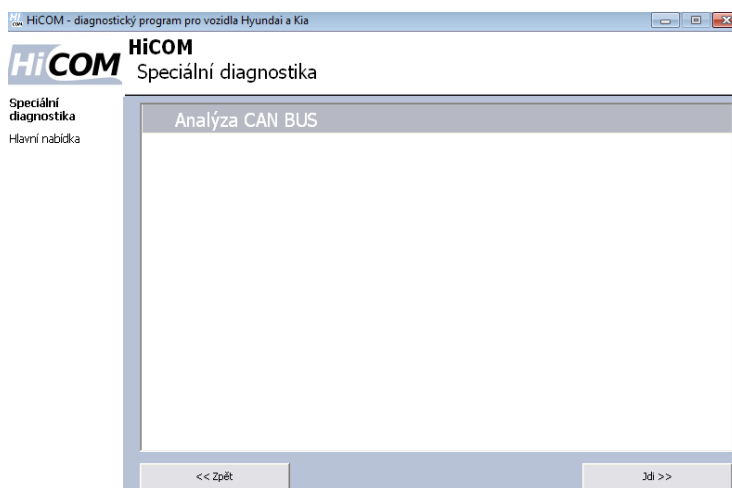 HiCOM - diagnostický program pro vozidla Hyundai a Kia
HiCOM
HiCOM
Speciální diagnostika
Speciální
diagnostika
Hlavní nabídka
Analýza CAN BUS
<< Zpět
Jdi >>